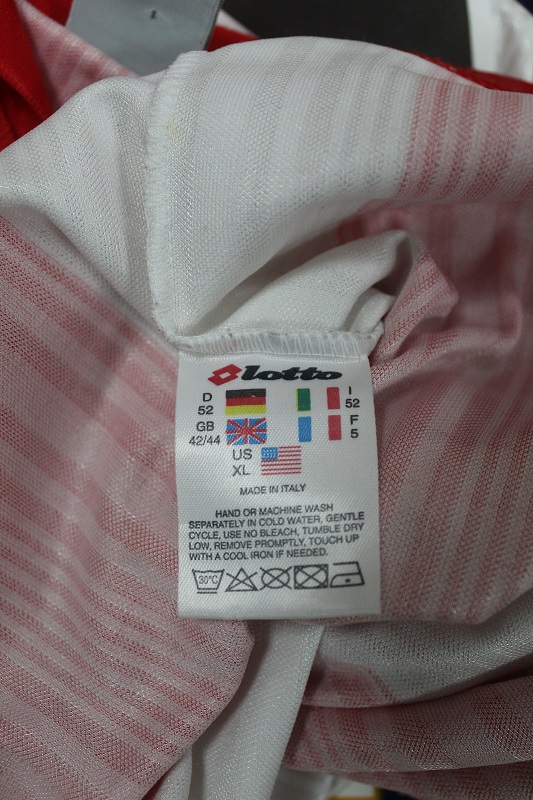 lotto
D 52 I 52
GB 42/44 F 5
US XL
MADE IN ITALY
HAND OR MACHINE WASH
SEPARATELY IN COLD WATER, GENTLE
CYCLE, USE NO BLEACH, TUMBLE DRY
LOW, REMOVE PROMPTLY, TOUCH UP
WITH A COOL IRON IF NEEDED.
30°C